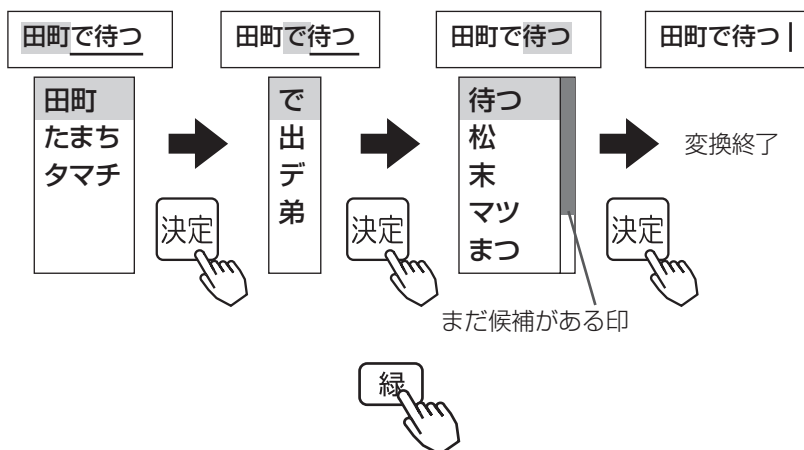 田町で待つ
田町で待つ
田町で待つ
田町で待つ
田町
たまち
タマチ
決定
で
出
デ
弟
決定
待つ
松
末
マツ
まつ
決定
変換終了
まだ候補がある印
緑